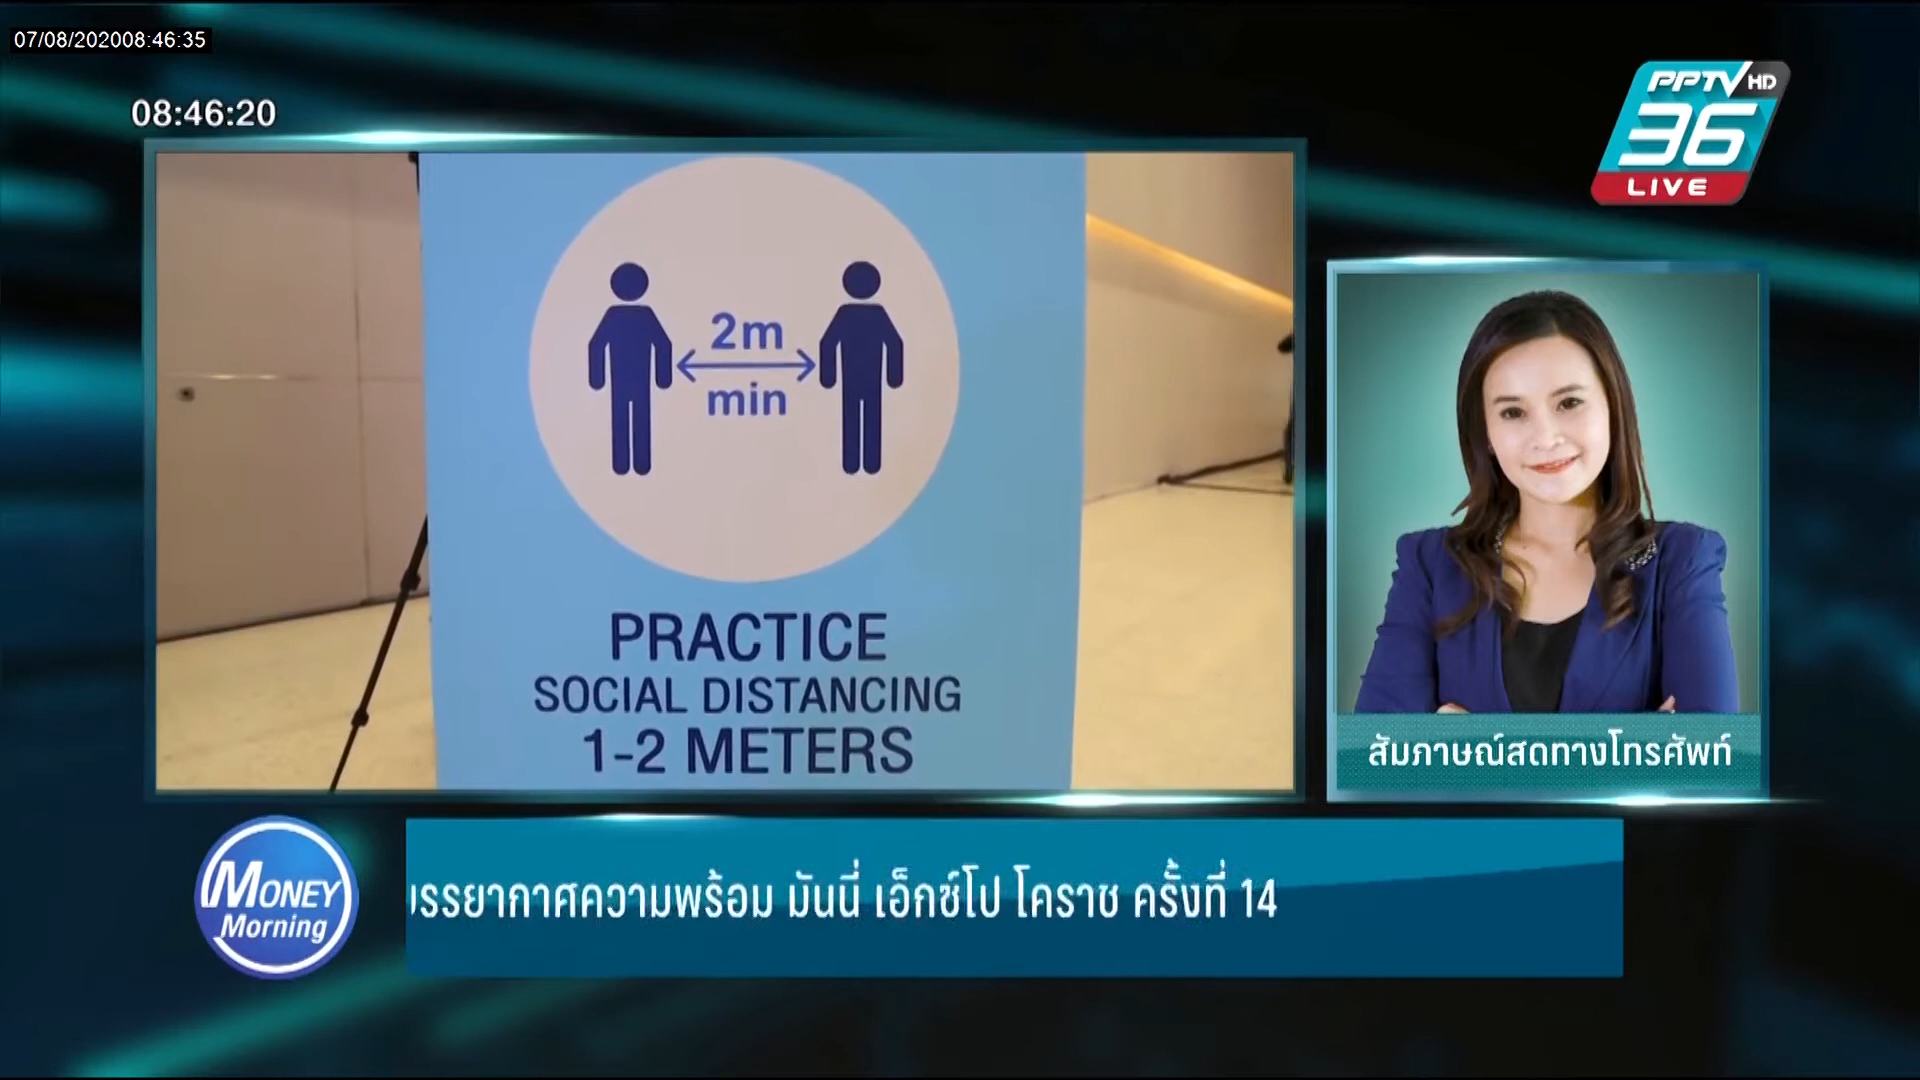 07/08/202008:46:35
08:46:20
PPTV HD
36
LIVE
2m
min
PRACTICE
SOCIAL DISTANCING
1-2 METERS
สัมภาษณ์สดทางโทรศัพท์
MONEY
Morning
บรรยากาศความพร้อม มันนี่ เอ็กซ์โป โคราช ครั้งที่ 14